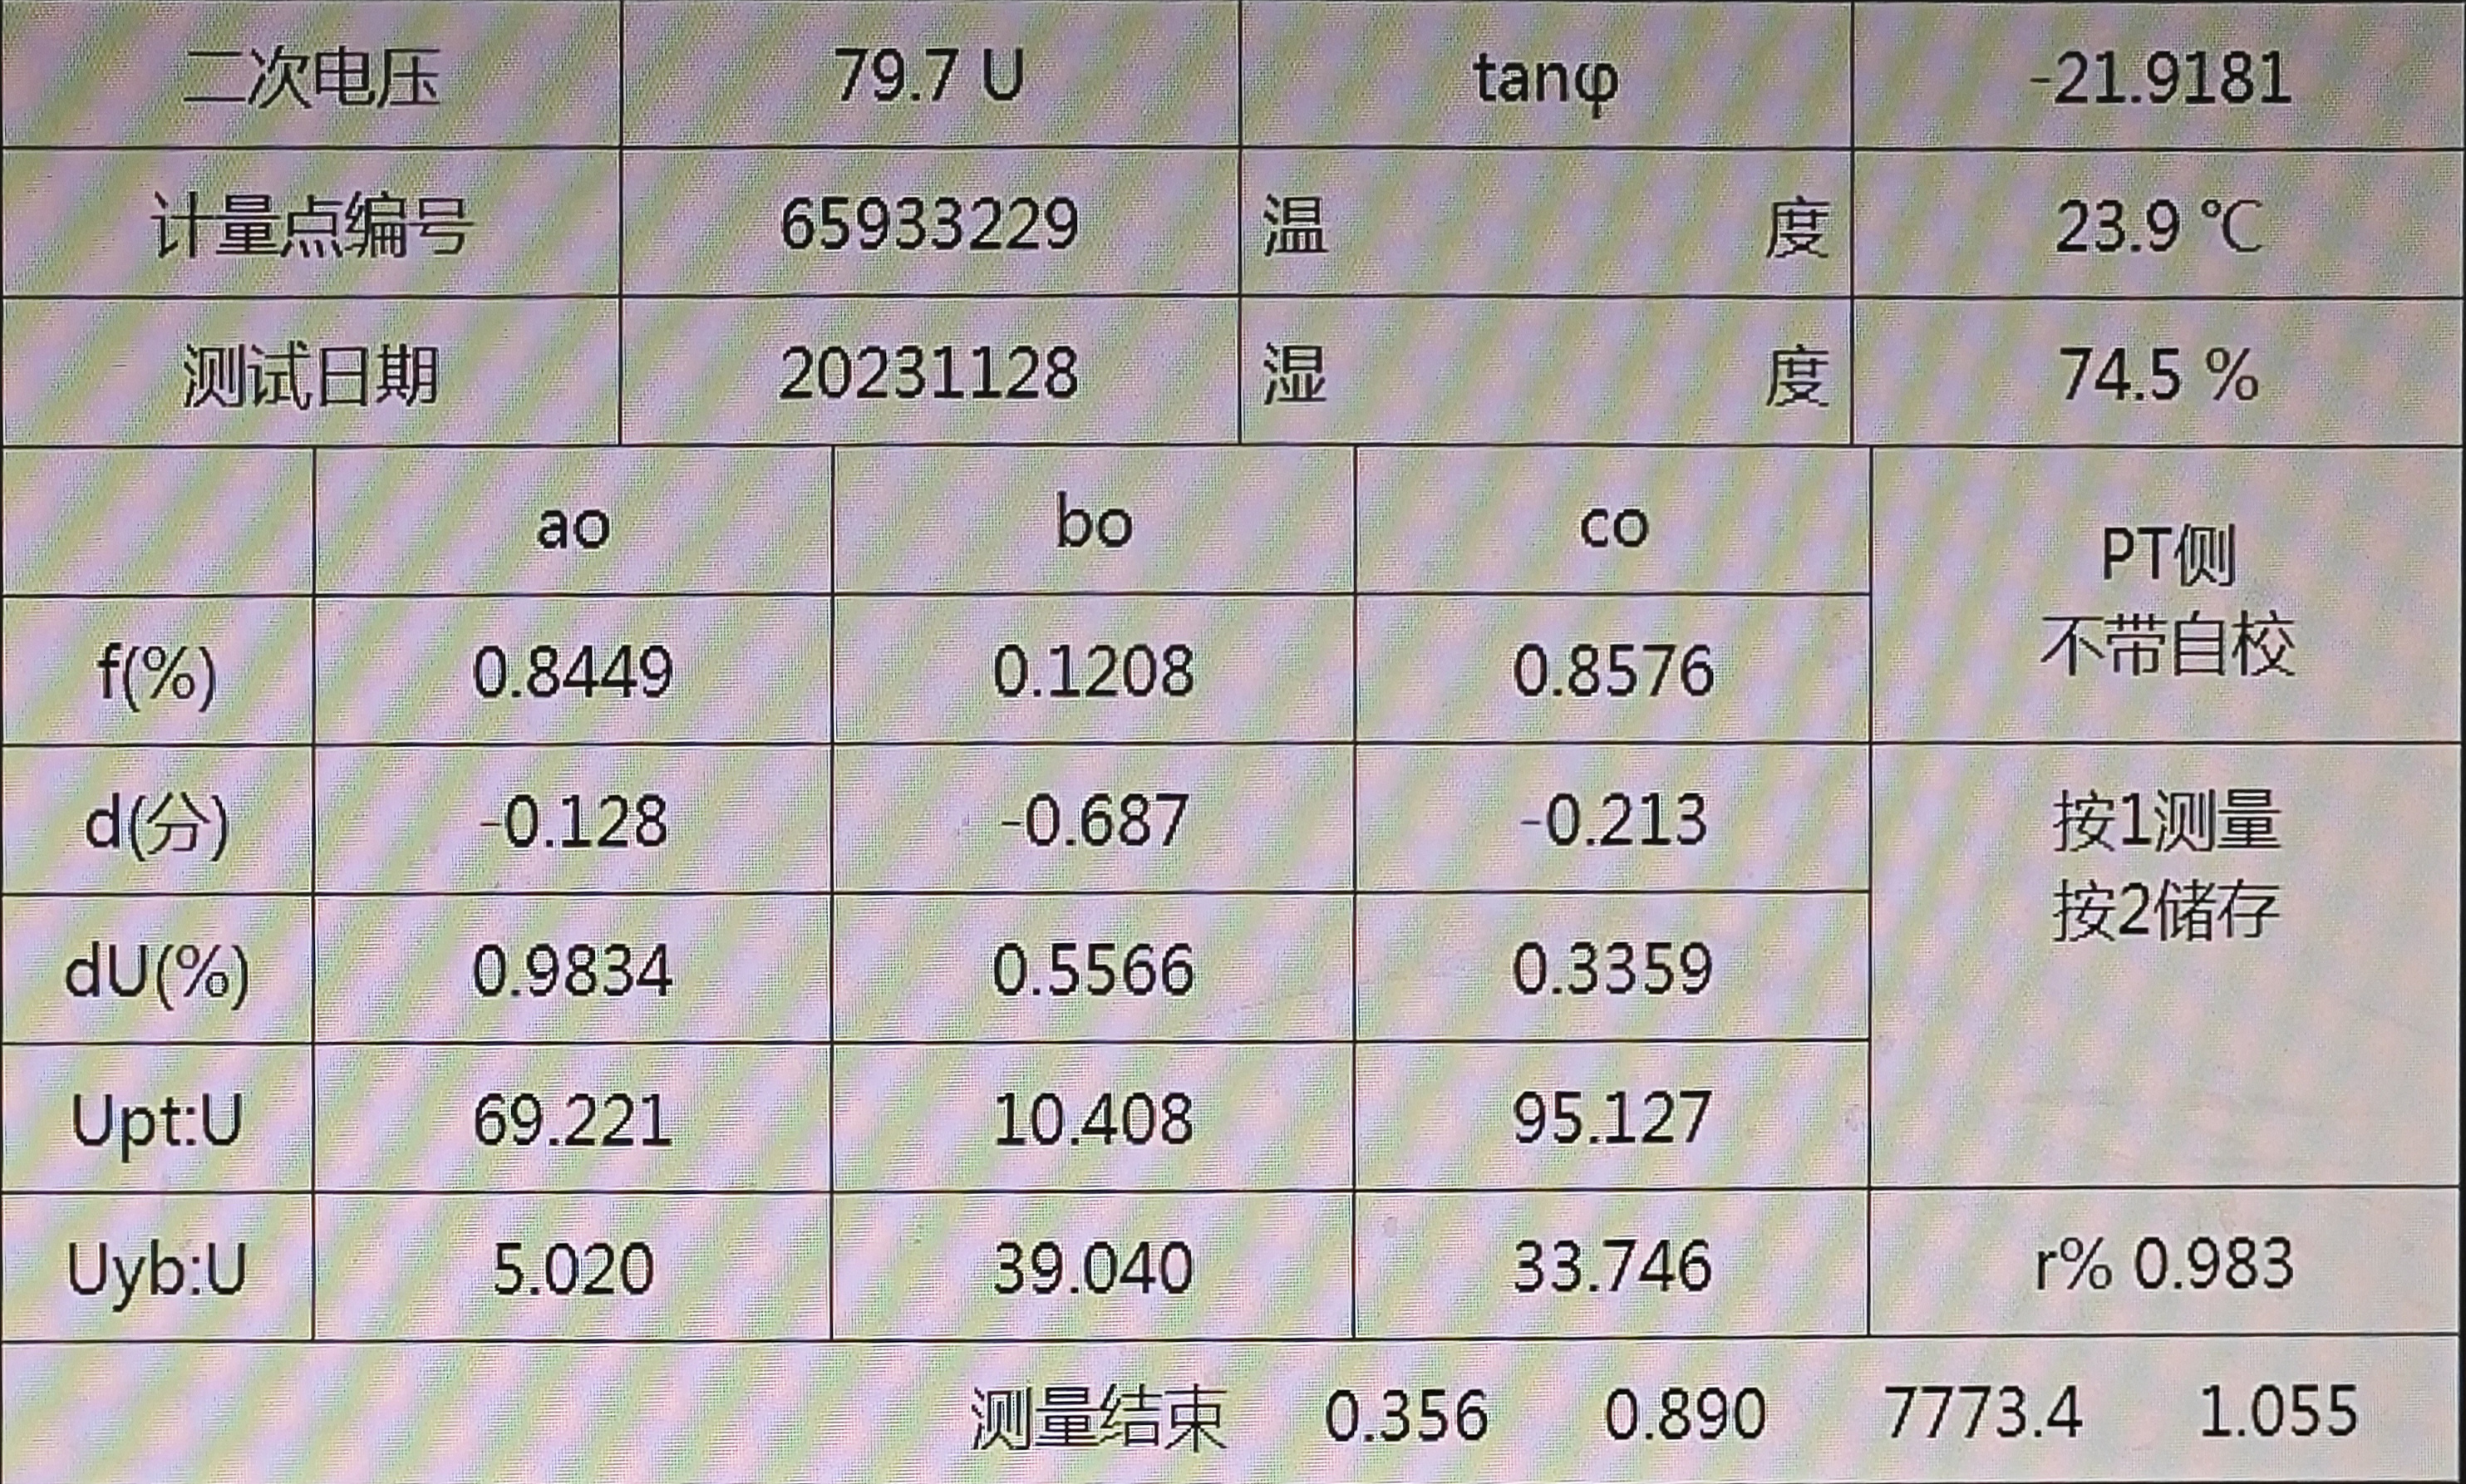 二次电压 79.7 U tanφ -21.9181
计量点编号 65933229 温 度 23.9 ℃
测试日期 20231128 湿 度 74.5 %
ao bo co PT侧
不带自校
f(%) 0.8449 0.1208 0.8576
d(分) -0.128 -0.687 -0.213 按1测量
按2储存
dU(%) 0.9834 0.5566 0.3359
Upt:U 69.221 10.408 95.127
Uyb:U 5.020 39.040 33.746 r% 0.983
测量结束 0.356 0.890 7773.4 1.055